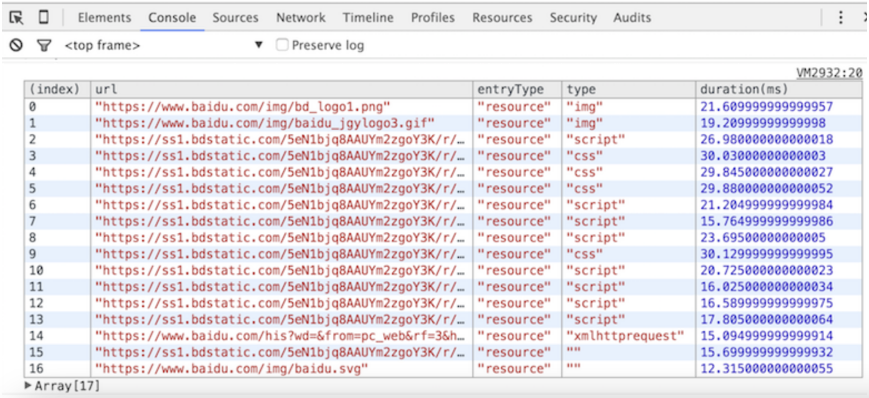 Elements Console Sources Network Timeline Profiles Resources Security Audits
<top frame> ▼ Preserve log
VM2932:20
(index) url entryType type duration(ms)
0 "https://www.baidu.com/img/bd_logo1.png" "resource" "img" 21.609999999999957
1 "https://www.baidu.com/img/baidu_jgylogo3.gif" "resource" "img" 19.20999999999998
2 "https://ss1.bdstatic.com/5eN1bjq8AAUYm2zgoY3K/r/… "resource" "script" 26.980000000000018
3 "https://ss1.bdstatic.com/5eN1bjq8AAUYm2zgoY3K/r/… "resource" "css" 30.03000000000003
4 "https://ss1.bdstatic.com/5eN1bjq8AAUYm2zgoY3K/r/… "resource" "css" 29.845000000000027
5 "https://ss1.bdstatic.com/5eN1bjq8AAUYm2zgoY3K/r/… "resource" "css" 29.880000000000052
6 "https://ss1.bdstatic.com/5eN1bjq8AAUYm2zgoY3K/r/… "resource" "script" 21.204999999999984
7 "https://ss1.bdstatic.com/5eN1bjq8AAUYm2zgoY3K/r/… "resource" "script" 15.764999999999986
8 "https://ss1.bdstatic.com/5eN1bjq8AAUYm2zgoY3K/r/… "resource" "script" 23.69500000000005
9 "https://ss1.bdstatic.com/5eN1bjq8AAUYm2zgoY3K/r/… "resource" "css" 30.129999999999995
10 "https://ss1.bdstatic.com/5eN1bjq8AAUYm2zgoY3K/r/… "resource" "script" 20.725000000000023
11 "https://ss1.bdstatic.com/5eN1bjq8AAUYm2zgoY3K/r/… "resource" "script" 16.025000000000034
12 "https://ss1.bdstatic.com/5eN1bjq8AAUYm2zgoY3K/r/… "resource" "script" 16.589999999999975
13 "https://ss1.bdstatic.com/5eN1bjq8AAUYm2zgoY3K/r/… "resource" "script" 17.805000000000064
14 "https://www.baidu.com/his?wd=&from=pc_web&rf=3&h… "resource" "xmlhttprequest" 15.094999999999914
15 "https://ss1.bdstatic.com/5eN1bjq8AAUYm2zgoY3K/r/… "resource" "" 15.699999999999932
16 "https://www.baidu.com/img/baidu.svg" "resource" "" 12.315000000000055
▶ Array[17]